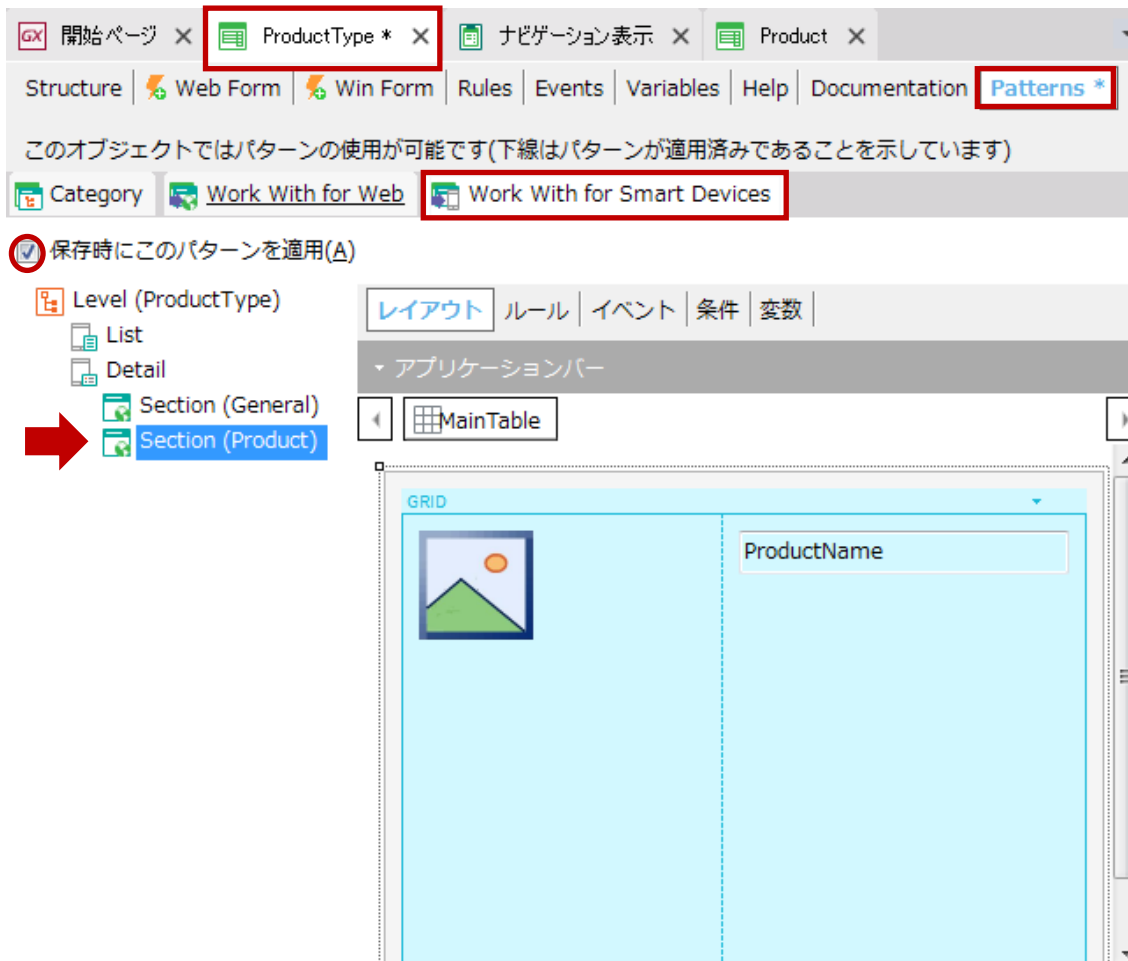 GX 開始ページ ProductType * ナビゲーション表示 Product
Structure Web Form Win Form Rules Events Variables Help Documentation Patterns *
このオブジェクトではパターンの使用が可能です(下線はパターンが適用済みであることを示しています)
Category Work With for Web Work With for Smart Devices
保存時にこのパターンを適用(A)
Level (ProductType)
List
Detail
Section (General)
Section (Product)
レイアウト ルール イベント 条件 変数
アプリケーションバー
MainTable
GRID
ProductName